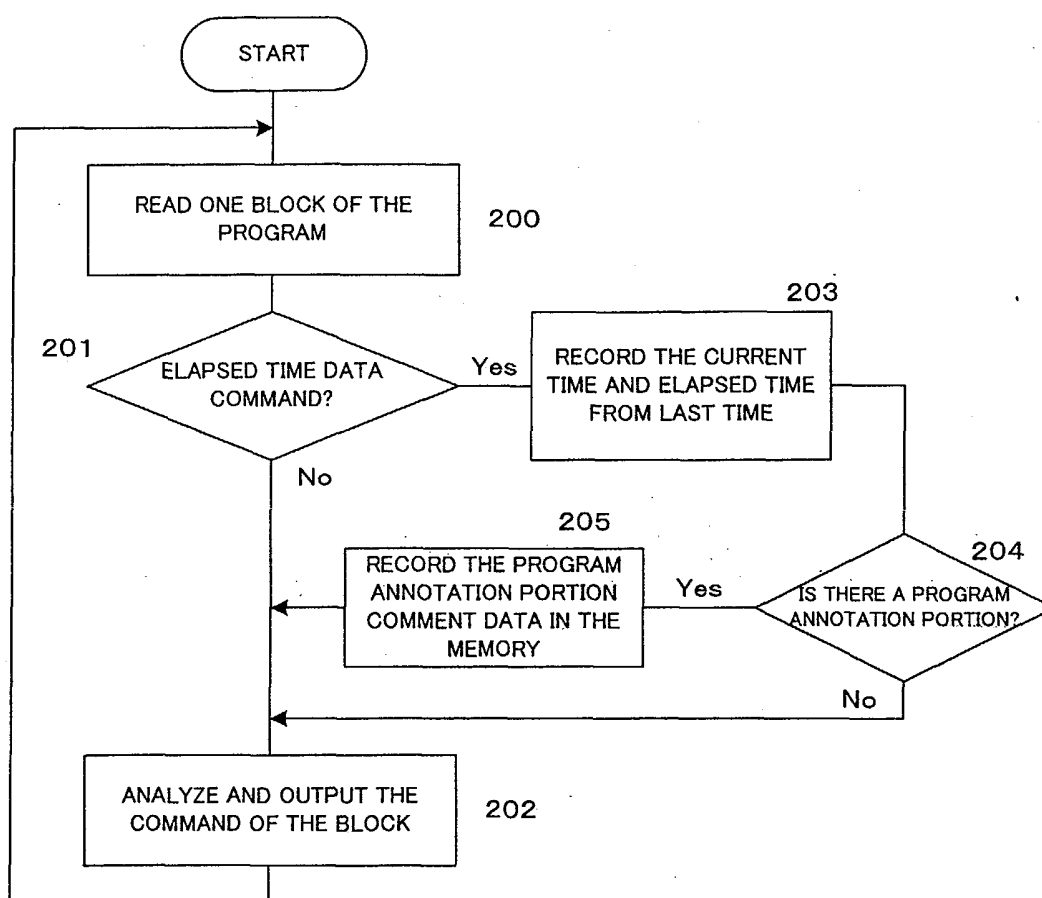 START
READ ONE BLOCK OF THE
PROGRAM
200
201
ELAPSED TIME DATA
COMMAND?
Yes
No
203
RECORD THE CURRENT
TIME AND ELAPSED TIME
FROM LAST TIME
204
IS THERE A PROGRAM
ANNOTATION PORTION?
Yes
No
205
RECORD THE PROGRAM
ANNOTATION PORTION
COMMENT DATA IN THE
MEMORY
ANALYZE AND OUTPUT THE
COMMAND OF THE BLOCK
202